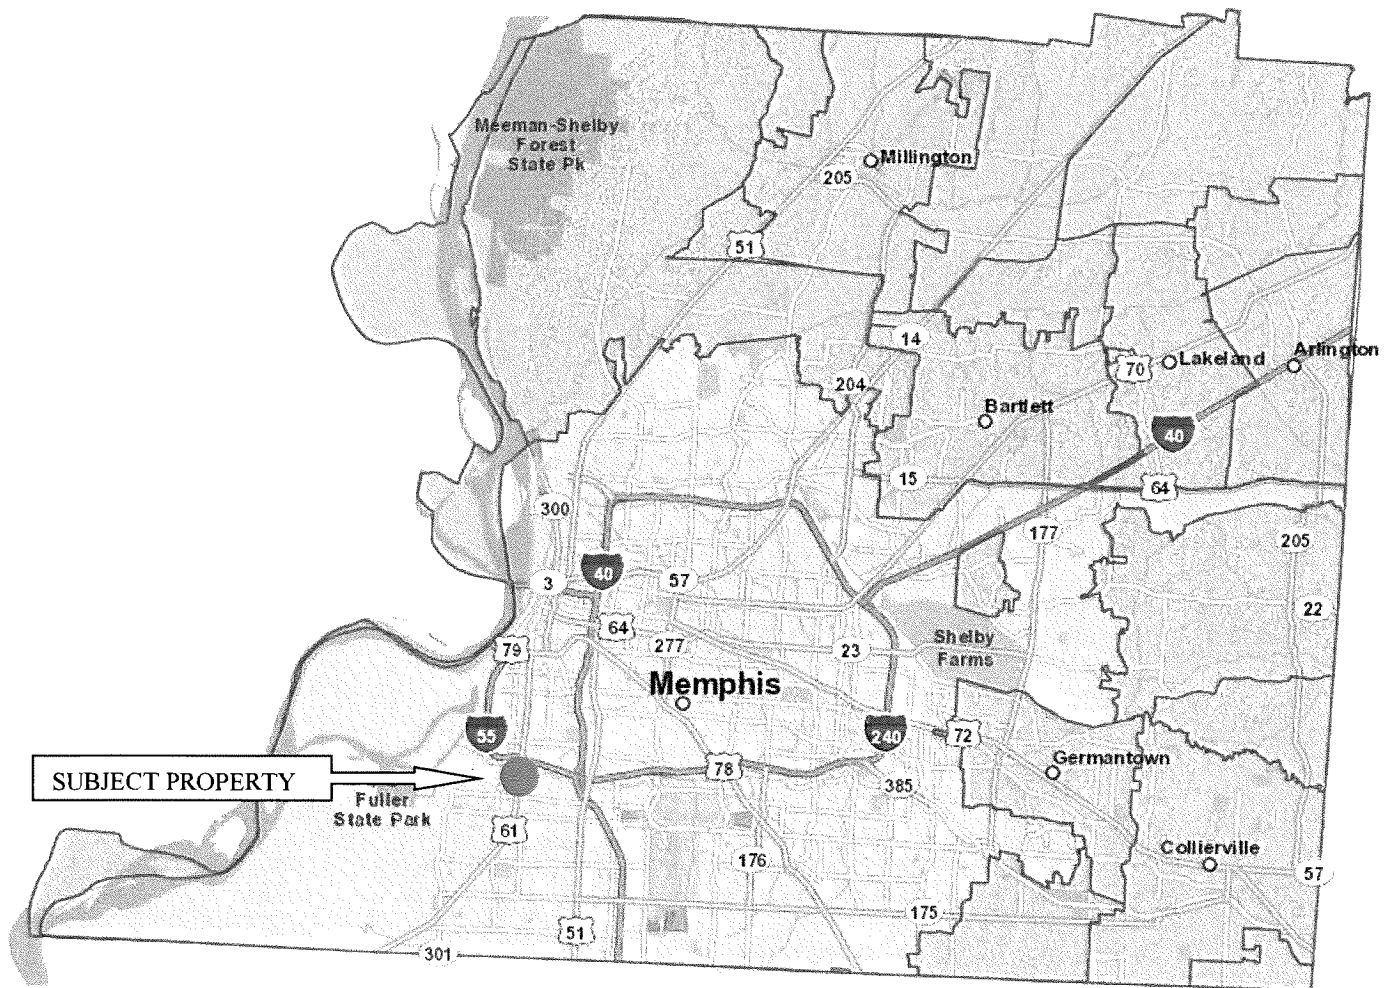 Meeman-Shelby
Forest
State Pk
Millington
205
51
14
70
Lakeland
Arlington
204
Bartlett
40
15
64
300
177
205
40
3
57
22
64
79
277
23
Shelby
Farms
Memphis
55
240
72
78
Germantown
SUBJECT PROPERTY
385
Fuller
State Park
61
176
Collierville
57
175
51
301